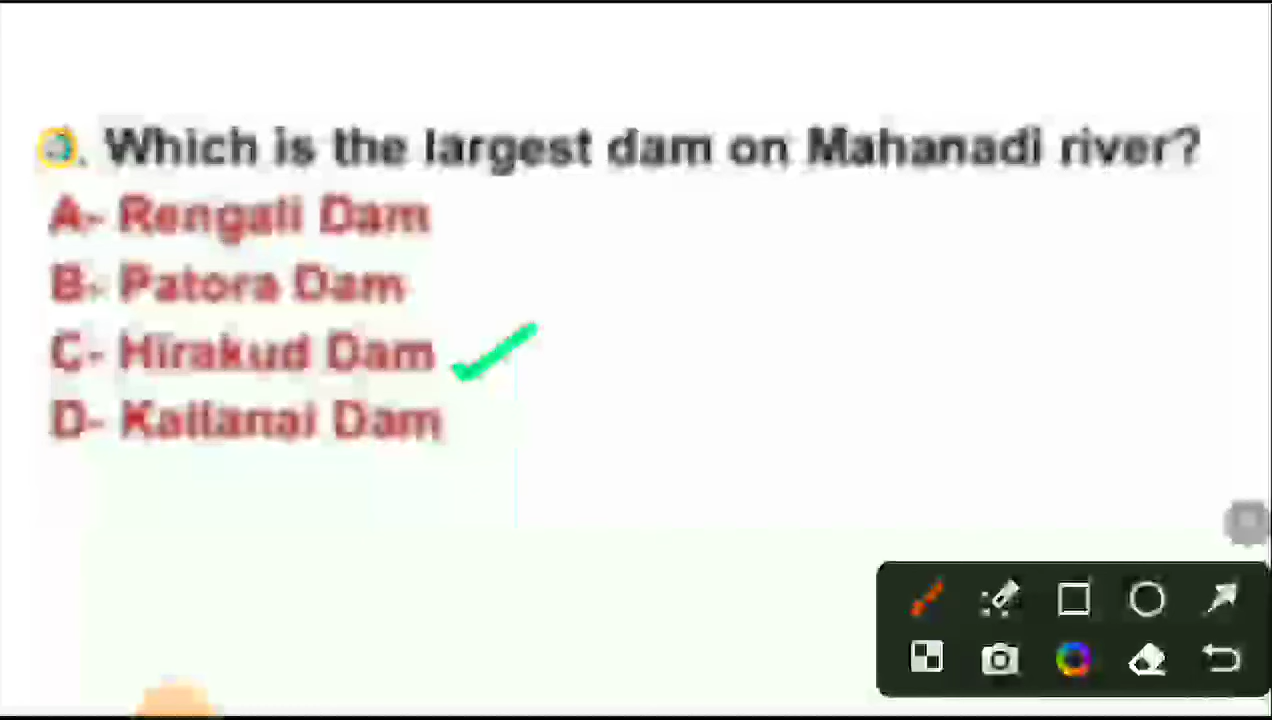 Q. Which is the largest dam on Mahanadi river?
A- Rengali Dam
B- Patora Dam
C- Hirakud Dam
D- Kallanai Dam